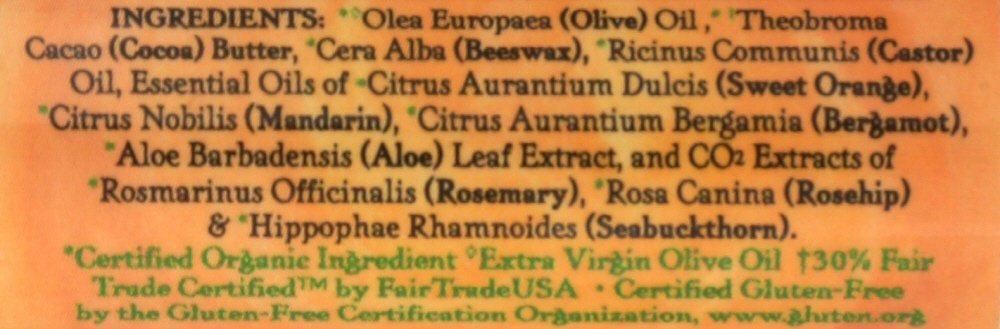 INGREDIENTS: *◊Olea Europaea (Olive) Oil, *†Theobroma
Cacao (Cocoa) Butter, *Cera Alba (Beeswax), *Ricinus Communis (Castor)
Oil, Essential Oils of *Citrus Aurantium Dulcis (Sweet Orange),
*Citrus Nobilis (Mandarin), *Citrus Aurantium Bergamia (Bergamot),
*Aloe Barbadensis (Aloe) Leaf Extract, and CO2 Extracts of
*Rosmarinus Officinalis (Rosemary), *Rosa Canina (Rosehip)
& *Hippophae Rhamnoides (Seabuckthorn).
*Certified Organic Ingredient ◊Extra Virgin Olive Oil †30% Fair
Trade Certified™ by FairTradeUSA · Certified Gluten-Free
by the Gluten-Free Certification Organization, www.gluten.org